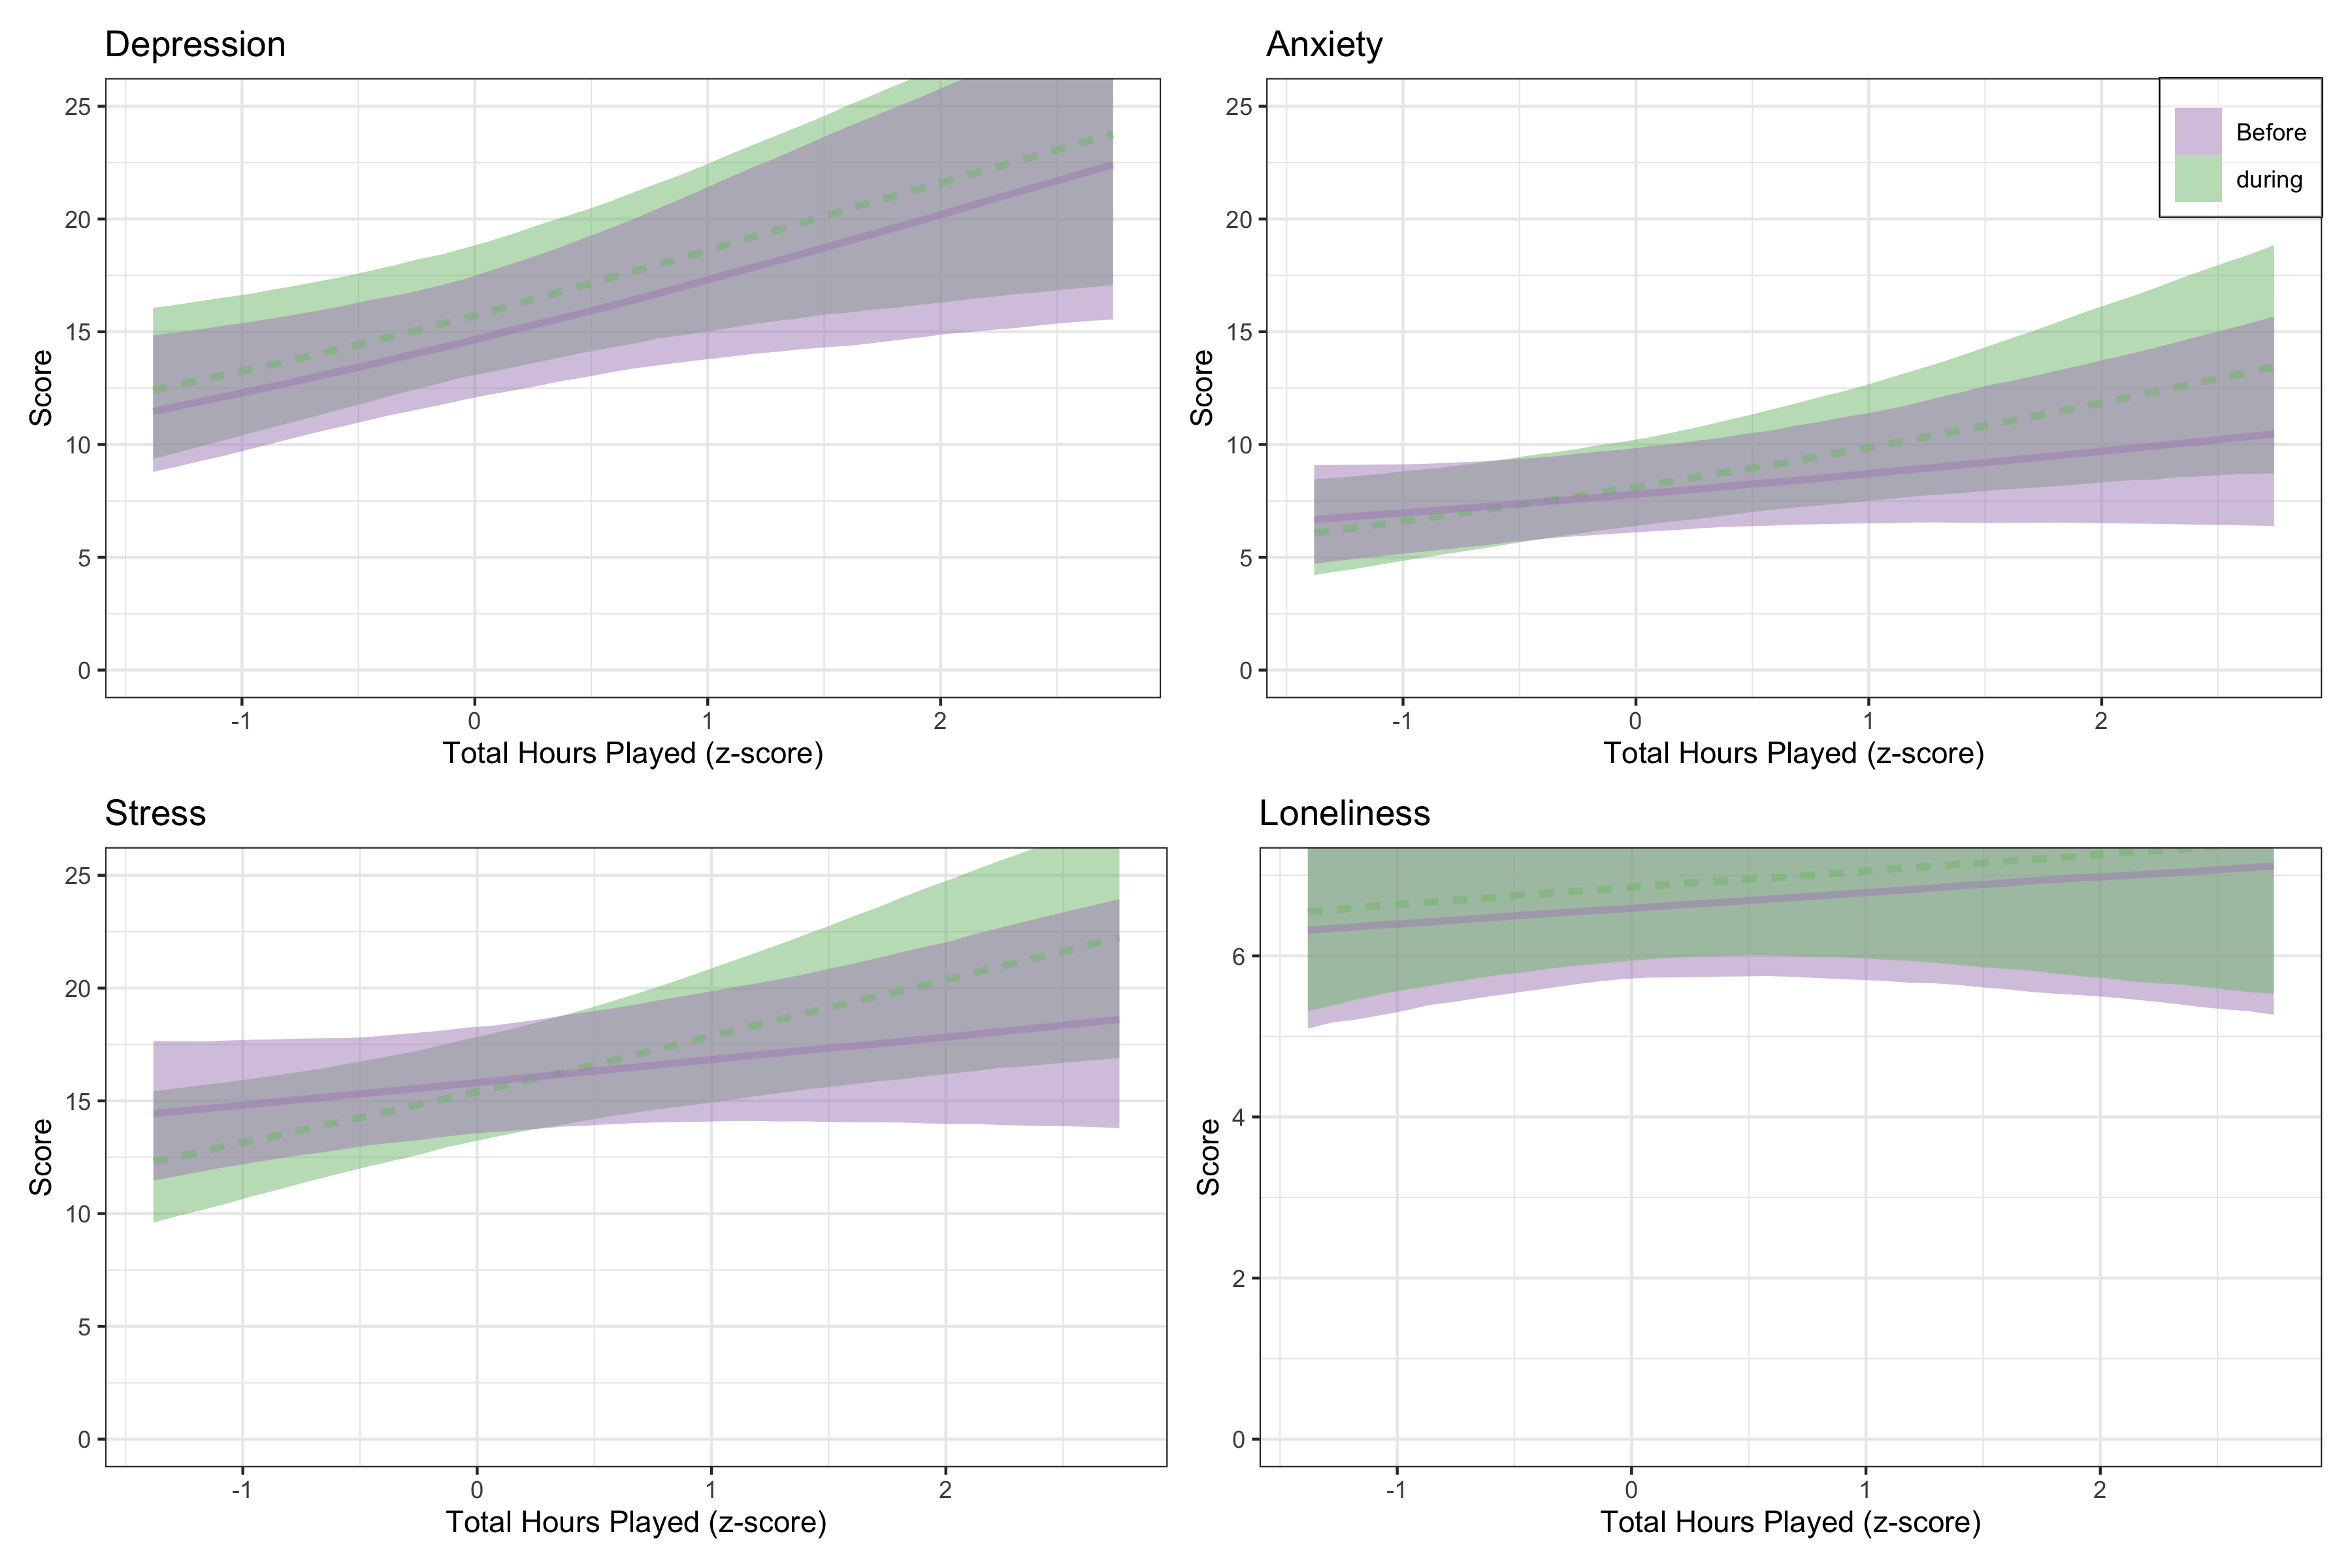 Depression
25
20
15
10
5
0
Score
-1 0 1 2
Total Hours Played (z-score)
Anxiety
25
20
15
10
5
0
Score
-1 0 1 2
Total Hours Played (z-score)
Before
during
Stress
25
20
15
10
5
0
Score
-1 0 1 2
Total Hours Played (z-score)
Loneliness
6
4
2
0
Score
-1 0 1 2
Total Hours Played (z-score)